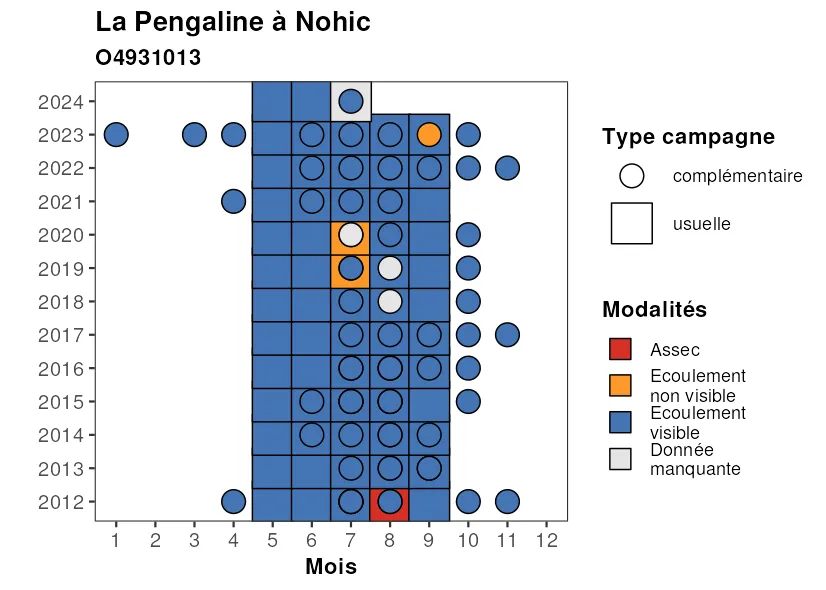 La Pengaline à Nohic
O4931013
2024
2023
2022
2021
2020
2019
2018
2017
2016
2015
2014
2013
2012
1 2 3 4 5 6 7 8 9 10 11 12
Mois
Type campagne
complémentaire
usuelle
Modalités
Assec
Ecoulement
non visible
Ecoulement
visible
Donnée
manquante